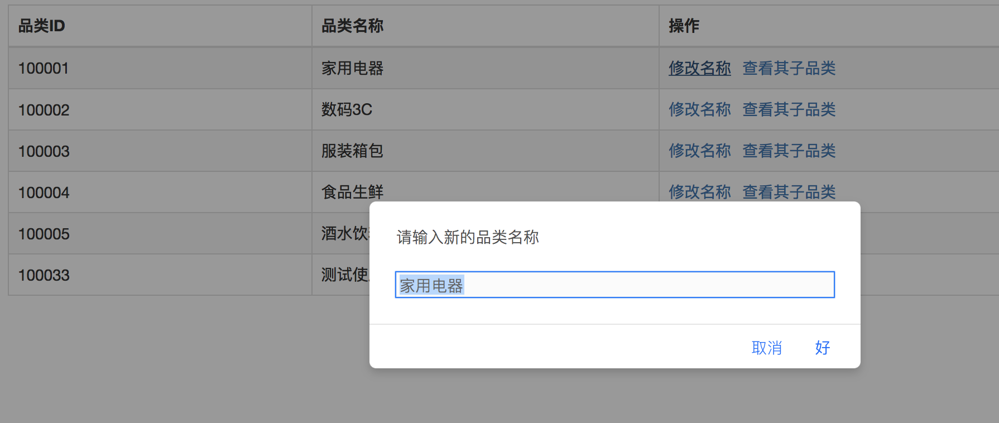 品类ID 品类名称 操作
100001 家用电器 修改名称 查看其子品类
100002 数码3C 修改名称 查看其子品类
100003 服装箱包 修改名称 查看其子品类
100004 食品生鲜 修改名称 查看其子品类
100005 酒水饮
100033 测试使
请输入新的品类名称
家用电器
取消 好